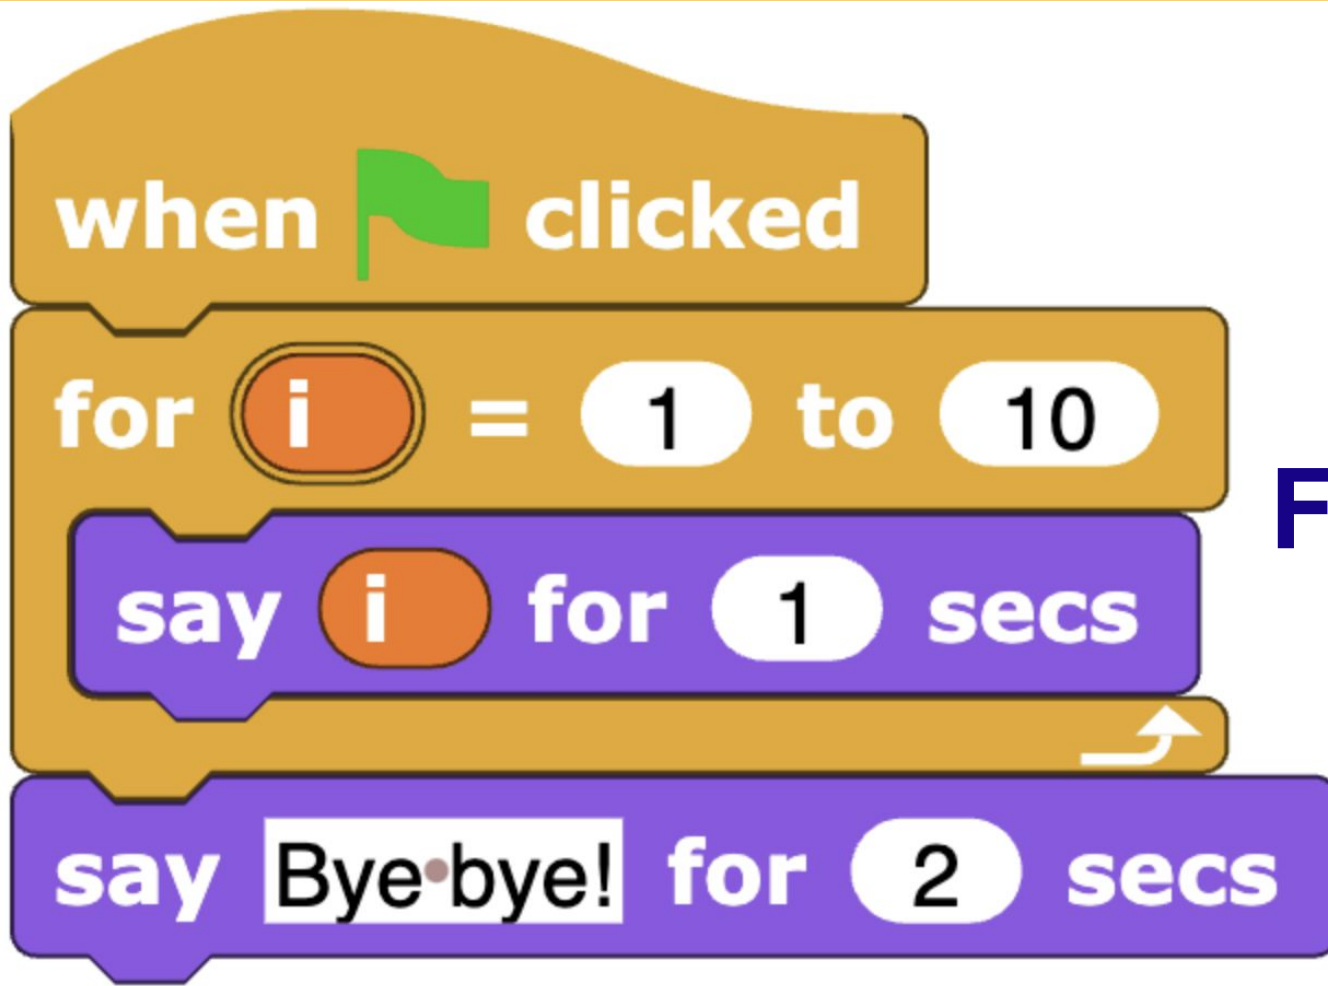 when clicked
for i = 1 to 10
F
say i for 1 secs
say Bye bye! for 2 secs